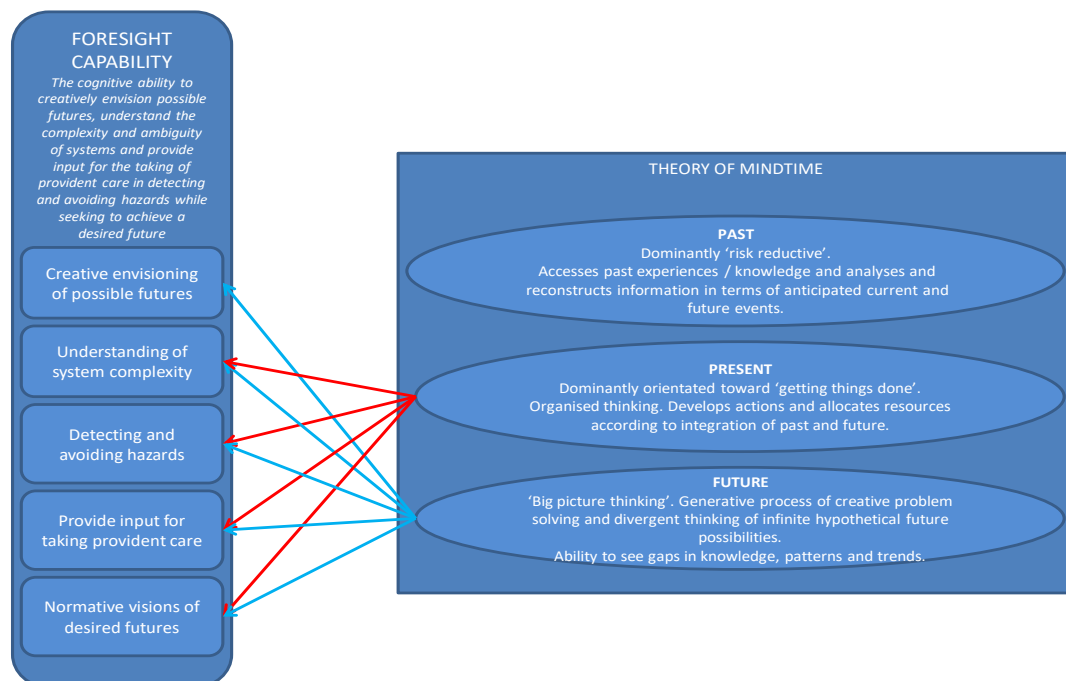 FORESIGHT
CAPABILITY
The cognitive ability to
creatively envision possible
futures, understand the
complexity and ambiguity
of systems and provide
input for the taking of
provident care in detecting
and avoiding hazards while
seeking to achieve a
desired future
Creative envisioning
of possible futures
Understanding of
system complexity
Detecting and
avoiding hazards
Provide input for
taking provident care
Normative visions of
desired futures
THEORY OF MINDTIME
PAST
Dominantly ‘risk reductive’.
Accesses past experiences / knowledge and analyses and
reconstructs information in terms of anticipated current and
future events.
PRESENT
Dominantly orientated toward ‘getting things done’.
Organised thinking. Develops actions and allocates resources
according to integration of past and future.
FUTURE
‘Big picture thinking’. Generative process of creative problem
solving and divergent thinking of infinite hypothetical future
possibilities.
Ability to see gaps in knowledge, patterns and trends.